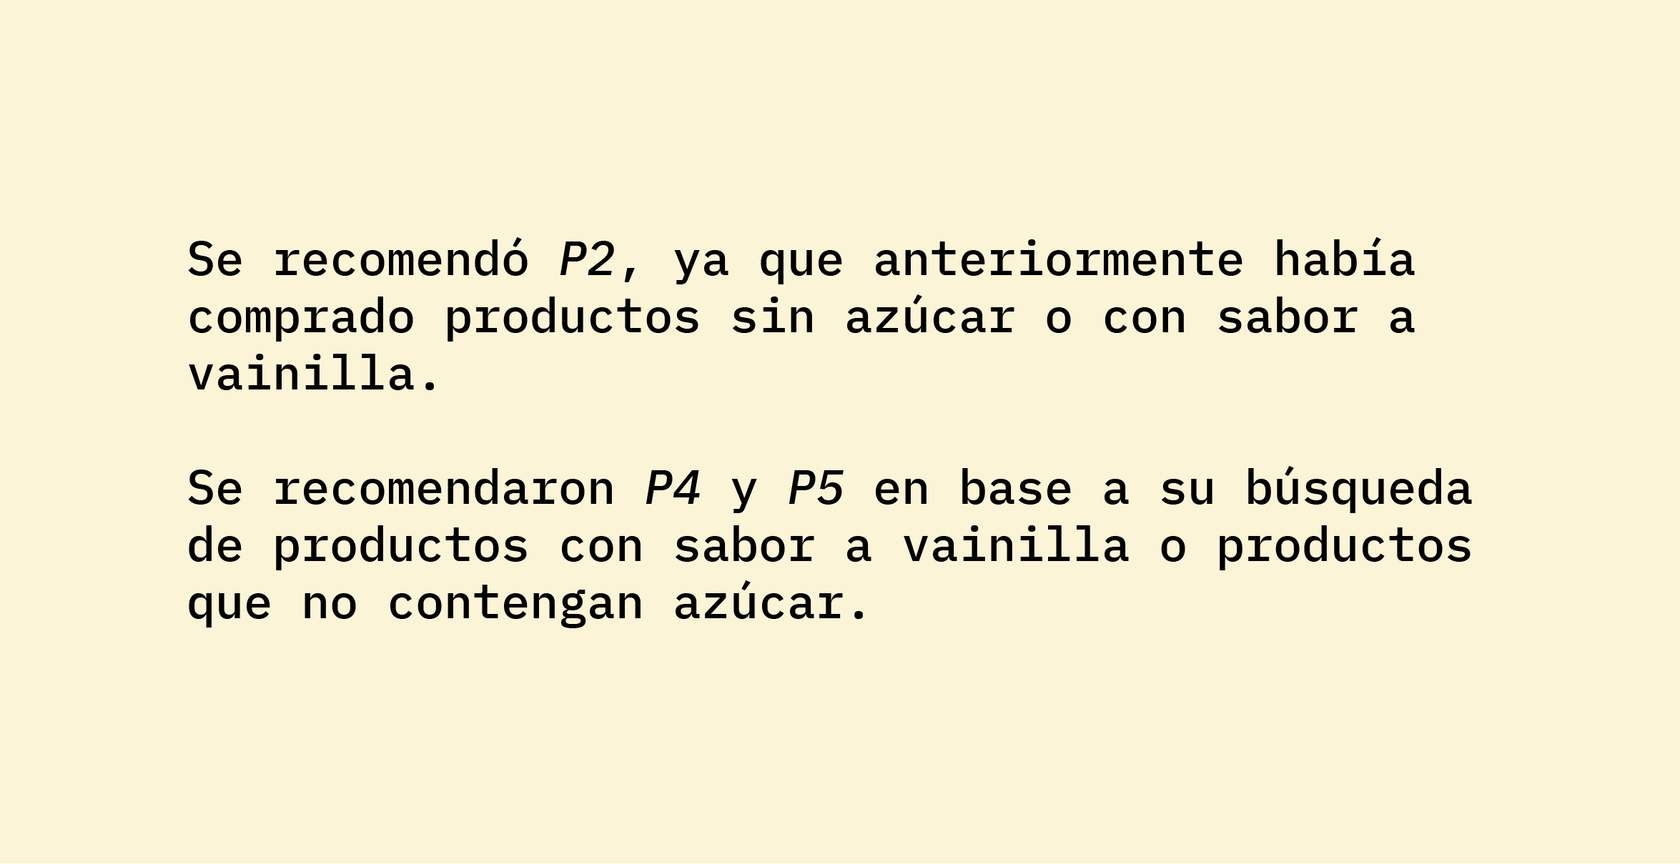 Se recomendó P2, ya que anteriormente había
comprado productos sin azúcar o con sabor a
vainilla.
Se recomendaron P4 y P5 en base a su búsqueda
de productos con sabor a vainilla o productos
que no contengan azúcar.